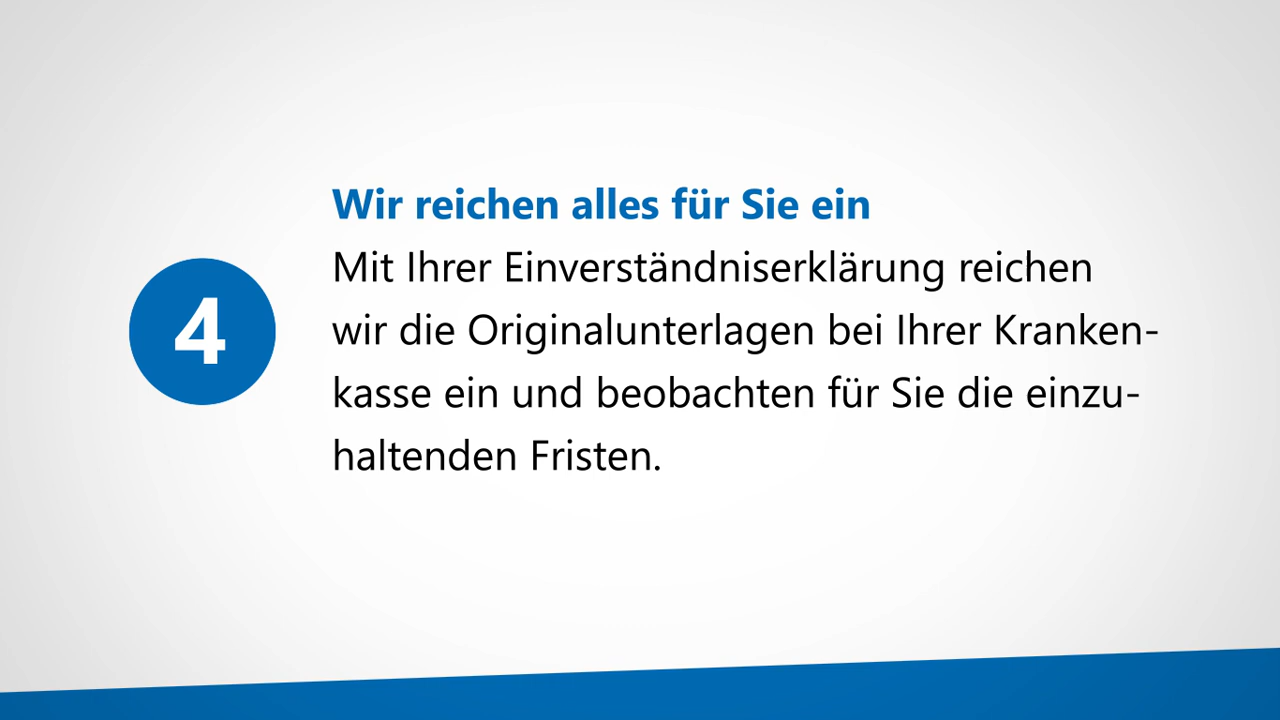 Wir reichen alles für Sie ein
Mit Ihrer Einverständniserklärung reichen
4
wir die Originalunterlagen bei Ihrer Kranken-
kasse ein und beobachten für Sie die einzu-
haltenden Fristen.